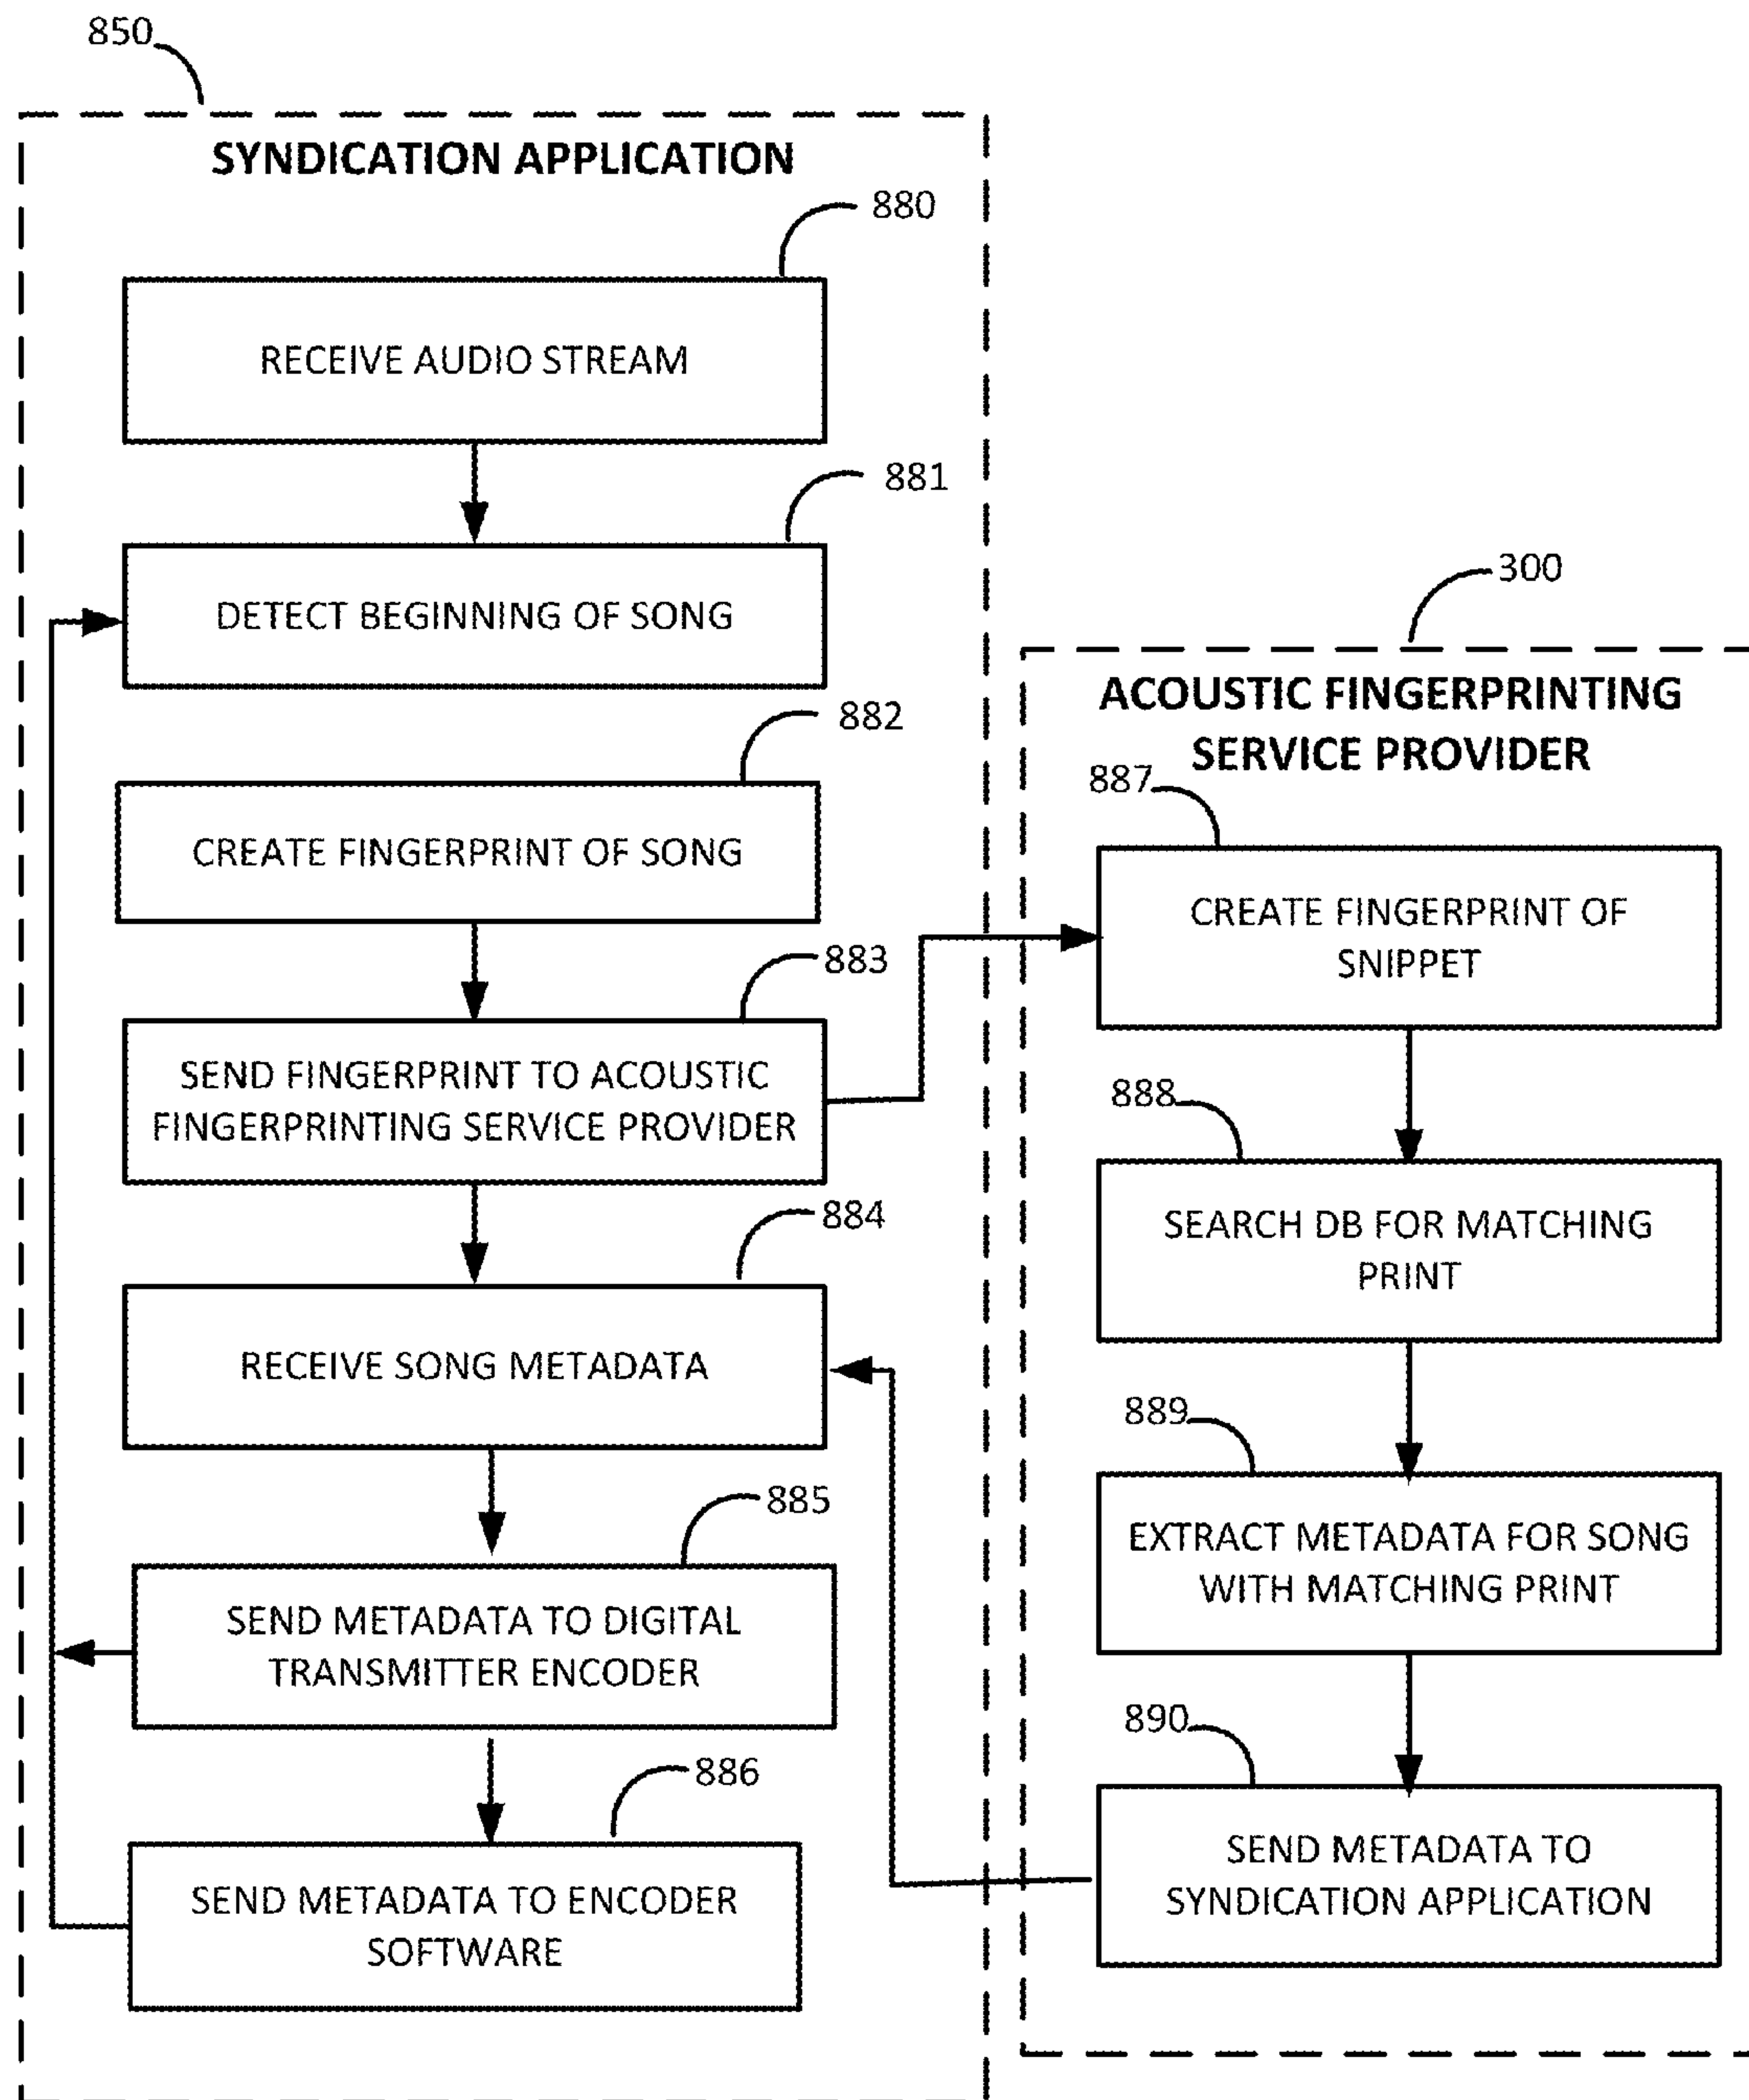 850
SYNDICATION APPLICATION
880
RECEIVE AUDIO STREAM
881
DETECT BEGINNING OF SONG
882
CREATE FINGERPRINT OF SONG
883
SEND FINGERPRINT TO ACOUSTIC
FINGERPRINTING SERVICE PROVIDER
884
RECEIVE SONG METADATA
885
SEND METADATA TO DIGITAL
TRANSMITTER ENCODER
886
SEND METADATA TO ENCODER
SOFTWARE
300
ACOUSTIC FINGERPRINTING
SERVICE PROVIDER
887
CREATE FINGERPRINT OF
SNIPPET
888
SEARCH DB FOR MATCHING
PRINT
889
EXTRACT METADATA FOR SONG
WITH MATCHING PRINT
890
SEND METADATA TO
SYNDICATION APPLICATION